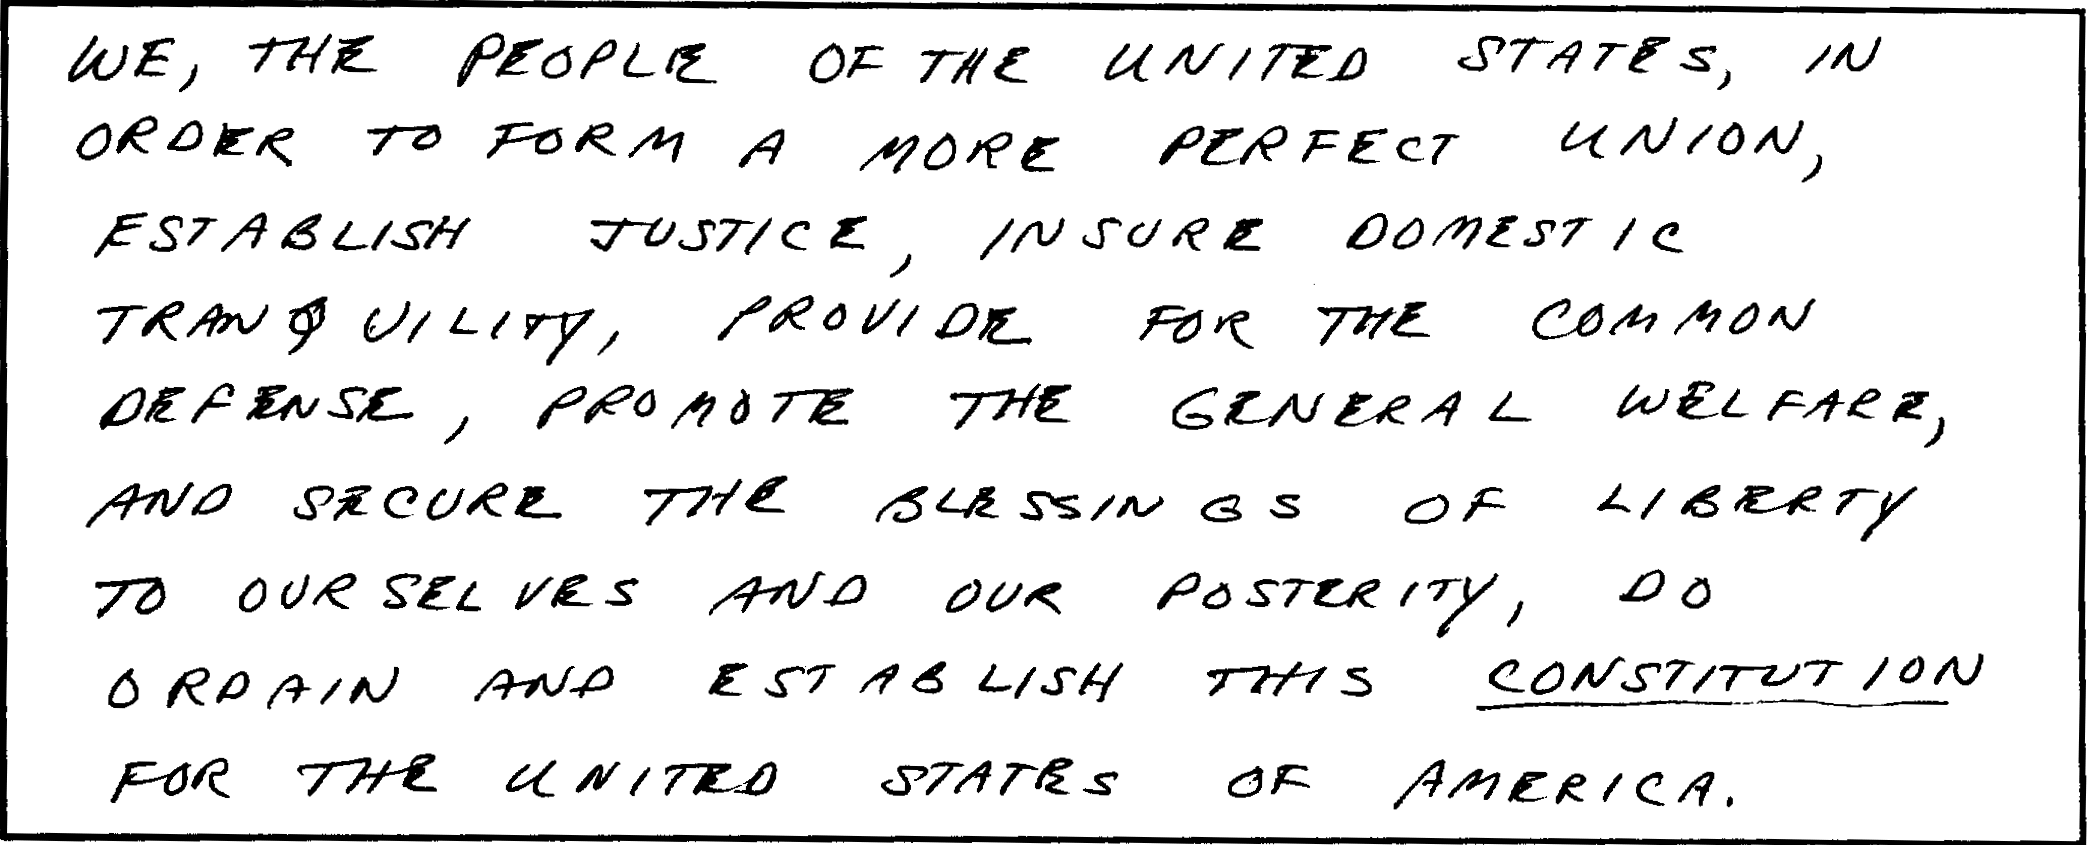 WE, THE PEOPLE OF THE UNITED STATES, IN
ORDER TO FORM A MORE PERFECT UNION,
ESTABLISH JUSTICE, INSURE DOMESTIC
TRANQUILITY, PROVIDE FOR THE COMMON
DEFENSE, PROMOTE THE GENERAL WELFARE,
AND SECURE THE BLESSINGS OF LIBERTY
TO OURSELVES AND OUR POSTERITY, DO
ORDAIN AND ESTABLISH THIS CONSTITUTION
FOR THE UNITED STATES OF AMERICA.